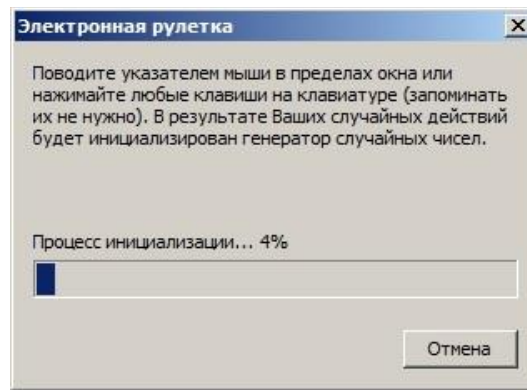 Электронная рулетка
Поводите указателем мыши в пределах окна или
нажимайте любые клавиши на клавиатуре (запоминать
их не нужно). В результате Ваших случайных действий
будет инициализирован генератор случайных чисел.
Процесс инициализации... 4%
Отмена